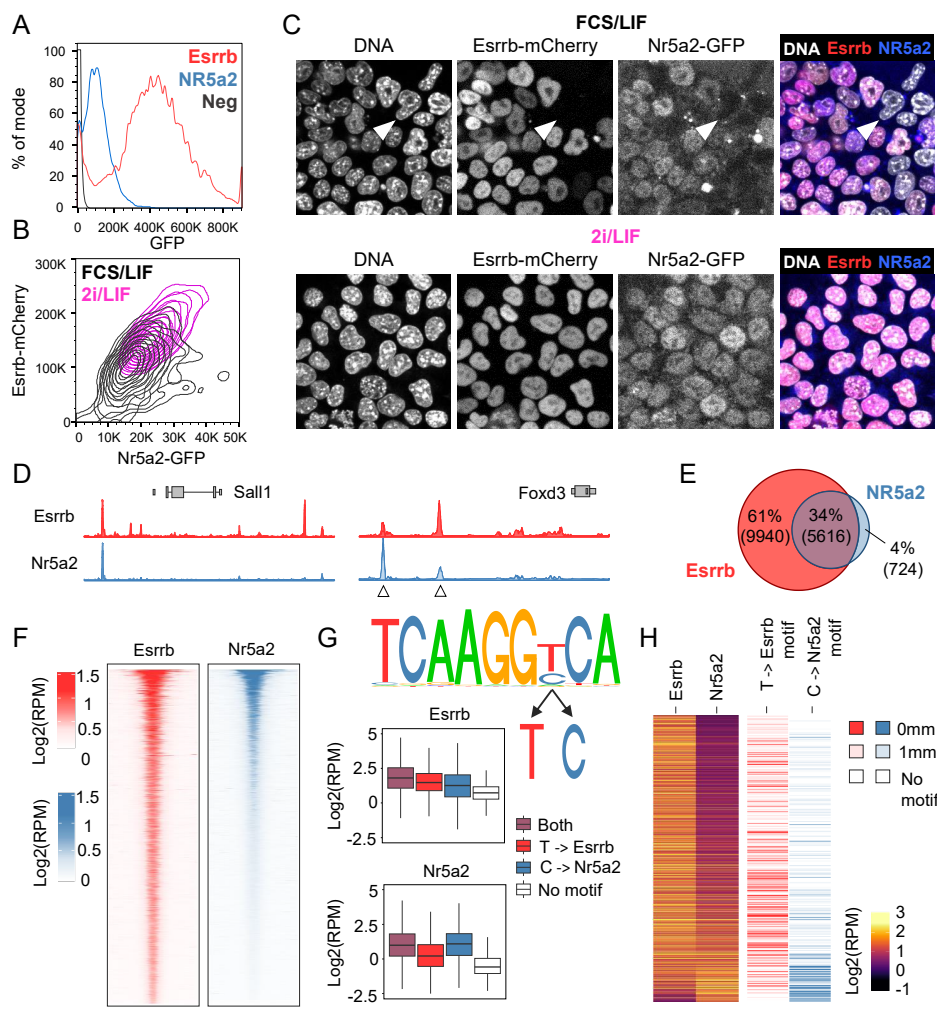 A
Esrrb
NR5a2
Neg
% of mode
100
80
60
40
20
0
0 200K 400K 600K 800K
GFP
B
FCS/LIF
2i/LIF
Esrrb-mCherry
300K
200K
100K
0
0 10K 20K 30K 40K 50K
Nr5a2-GFP
C
FCS/LIF
DNA Esrrb-mCherry Nr5a2-GFP DNA Esrrb NR5a2
2i/LIF
DNA Esrrb-mCherry Nr5a2-GFP DNA Esrrb NR5a2
D
Sall1 Foxd3
Esrrb
Nr5a2
E
NR5a2
61%
(9940)
34%
(5616)
4%
(724)
Esrrb
F
Esrrb Nr5a2
Log2(RPM)
1.5
1
0.5
0
Log2(RPM)
1.5
1
0.5
0
G
TCAAGGTCA
C
T C
Esrrb
Log2(RPM)
5
2.5
0
-2.5
Both
T -> Esrrb
C -> Nr5a2
No motif
Nr5a2
Log2(RPM)
5
2.5
0
-2.5
H
Esrrb
Nr5a2
T -> Esrrb
motif
C -> Nr5a2
motif
0mm
1mm
No
motif
Log2(RPM)
3
2
1
0
-1